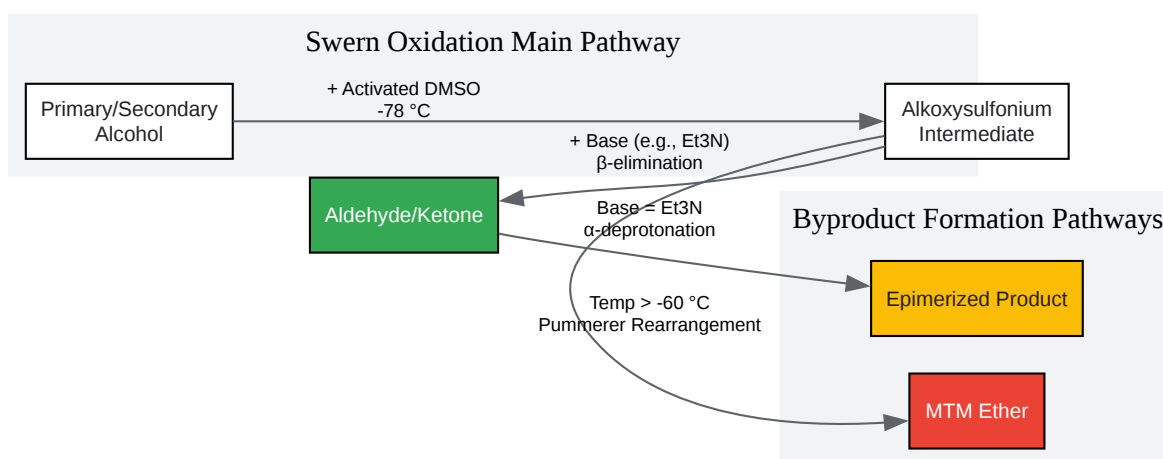 Swern Oxidation Main Pathway
Primary/Secondary
Alcohol
+ Activated DMSO
-78 °C
Alkoxysulfonium
Intermediate
+ Base (e.g., Et3N)
β-elimination
Aldehyde/Ketone
Base = Et3N
α-deprotonation
Byproduct Formation Pathways
Epimerized Product
Temp > -60 °C
Pummerer Rearrangement
MTM Ether